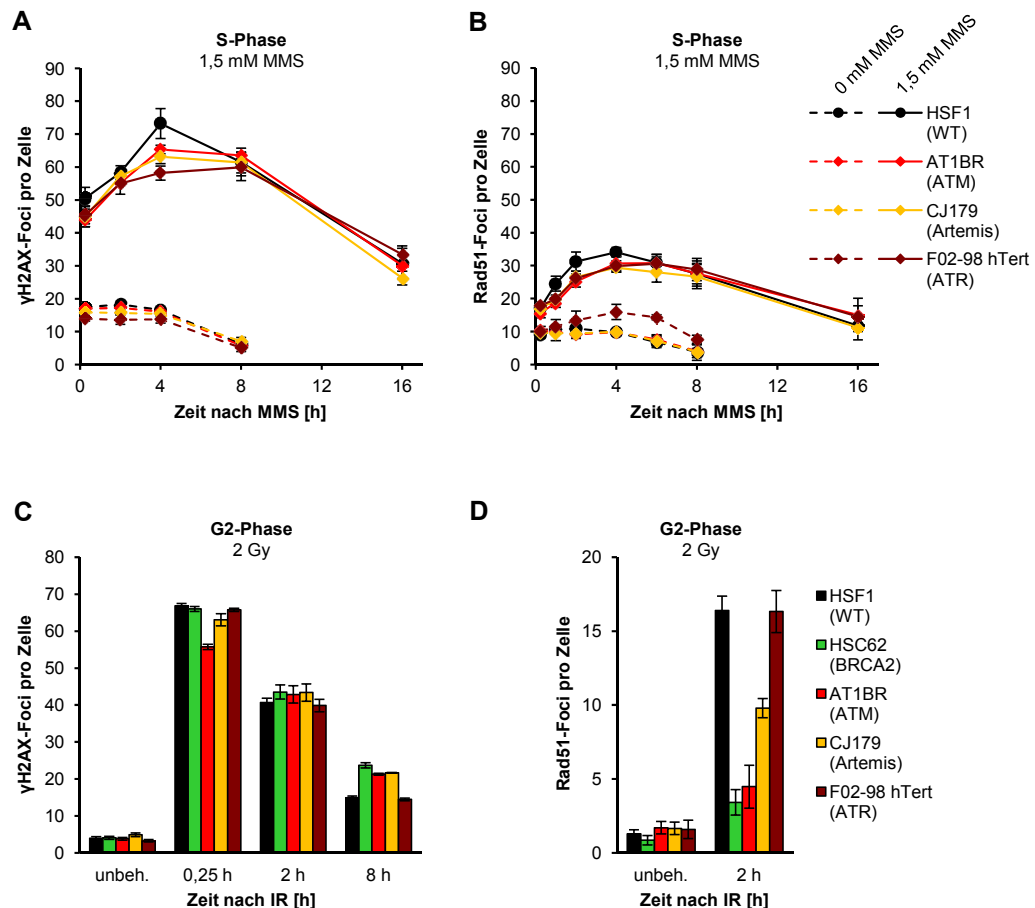 A
S-Phase
1,5 mM MMS
γH2AX-Foci pro Zelle
90
80
70
60
50
40
30
20
10
0
0
4
8
12
16
Zeit nach MMS [h]
B
S-Phase
1,5 mM MMS
Rad51-Foci pro Zelle
90
80
70
60
50
40
30
20
10
0
0
4
8
12
16
Zeit nach MMS [h]
0 mM MMS
1,5 mM MMS
HSF1
(WT)
AT1BR
(ATM)
CJ179
(Artemis)
F02-98 hTert
(ATR)
C
G2-Phase
2 Gy
γH2AX-Foci pro Zelle
80
70
60
50
40
30
20
10
0
unbeh.
0,25 h
2 h
8 h
Zeit nach IR [h]
D
G2-Phase
2 Gy
Rad51-Foci pro Zelle
20
15
10
5
0
unbeh.
2 h
Zeit nach IR [h]
HSF1
(WT)
HSC62
(BRCA2)
AT1BR
(ATM)
CJ179
(Artemis)
F02-98 hTert
(ATR)